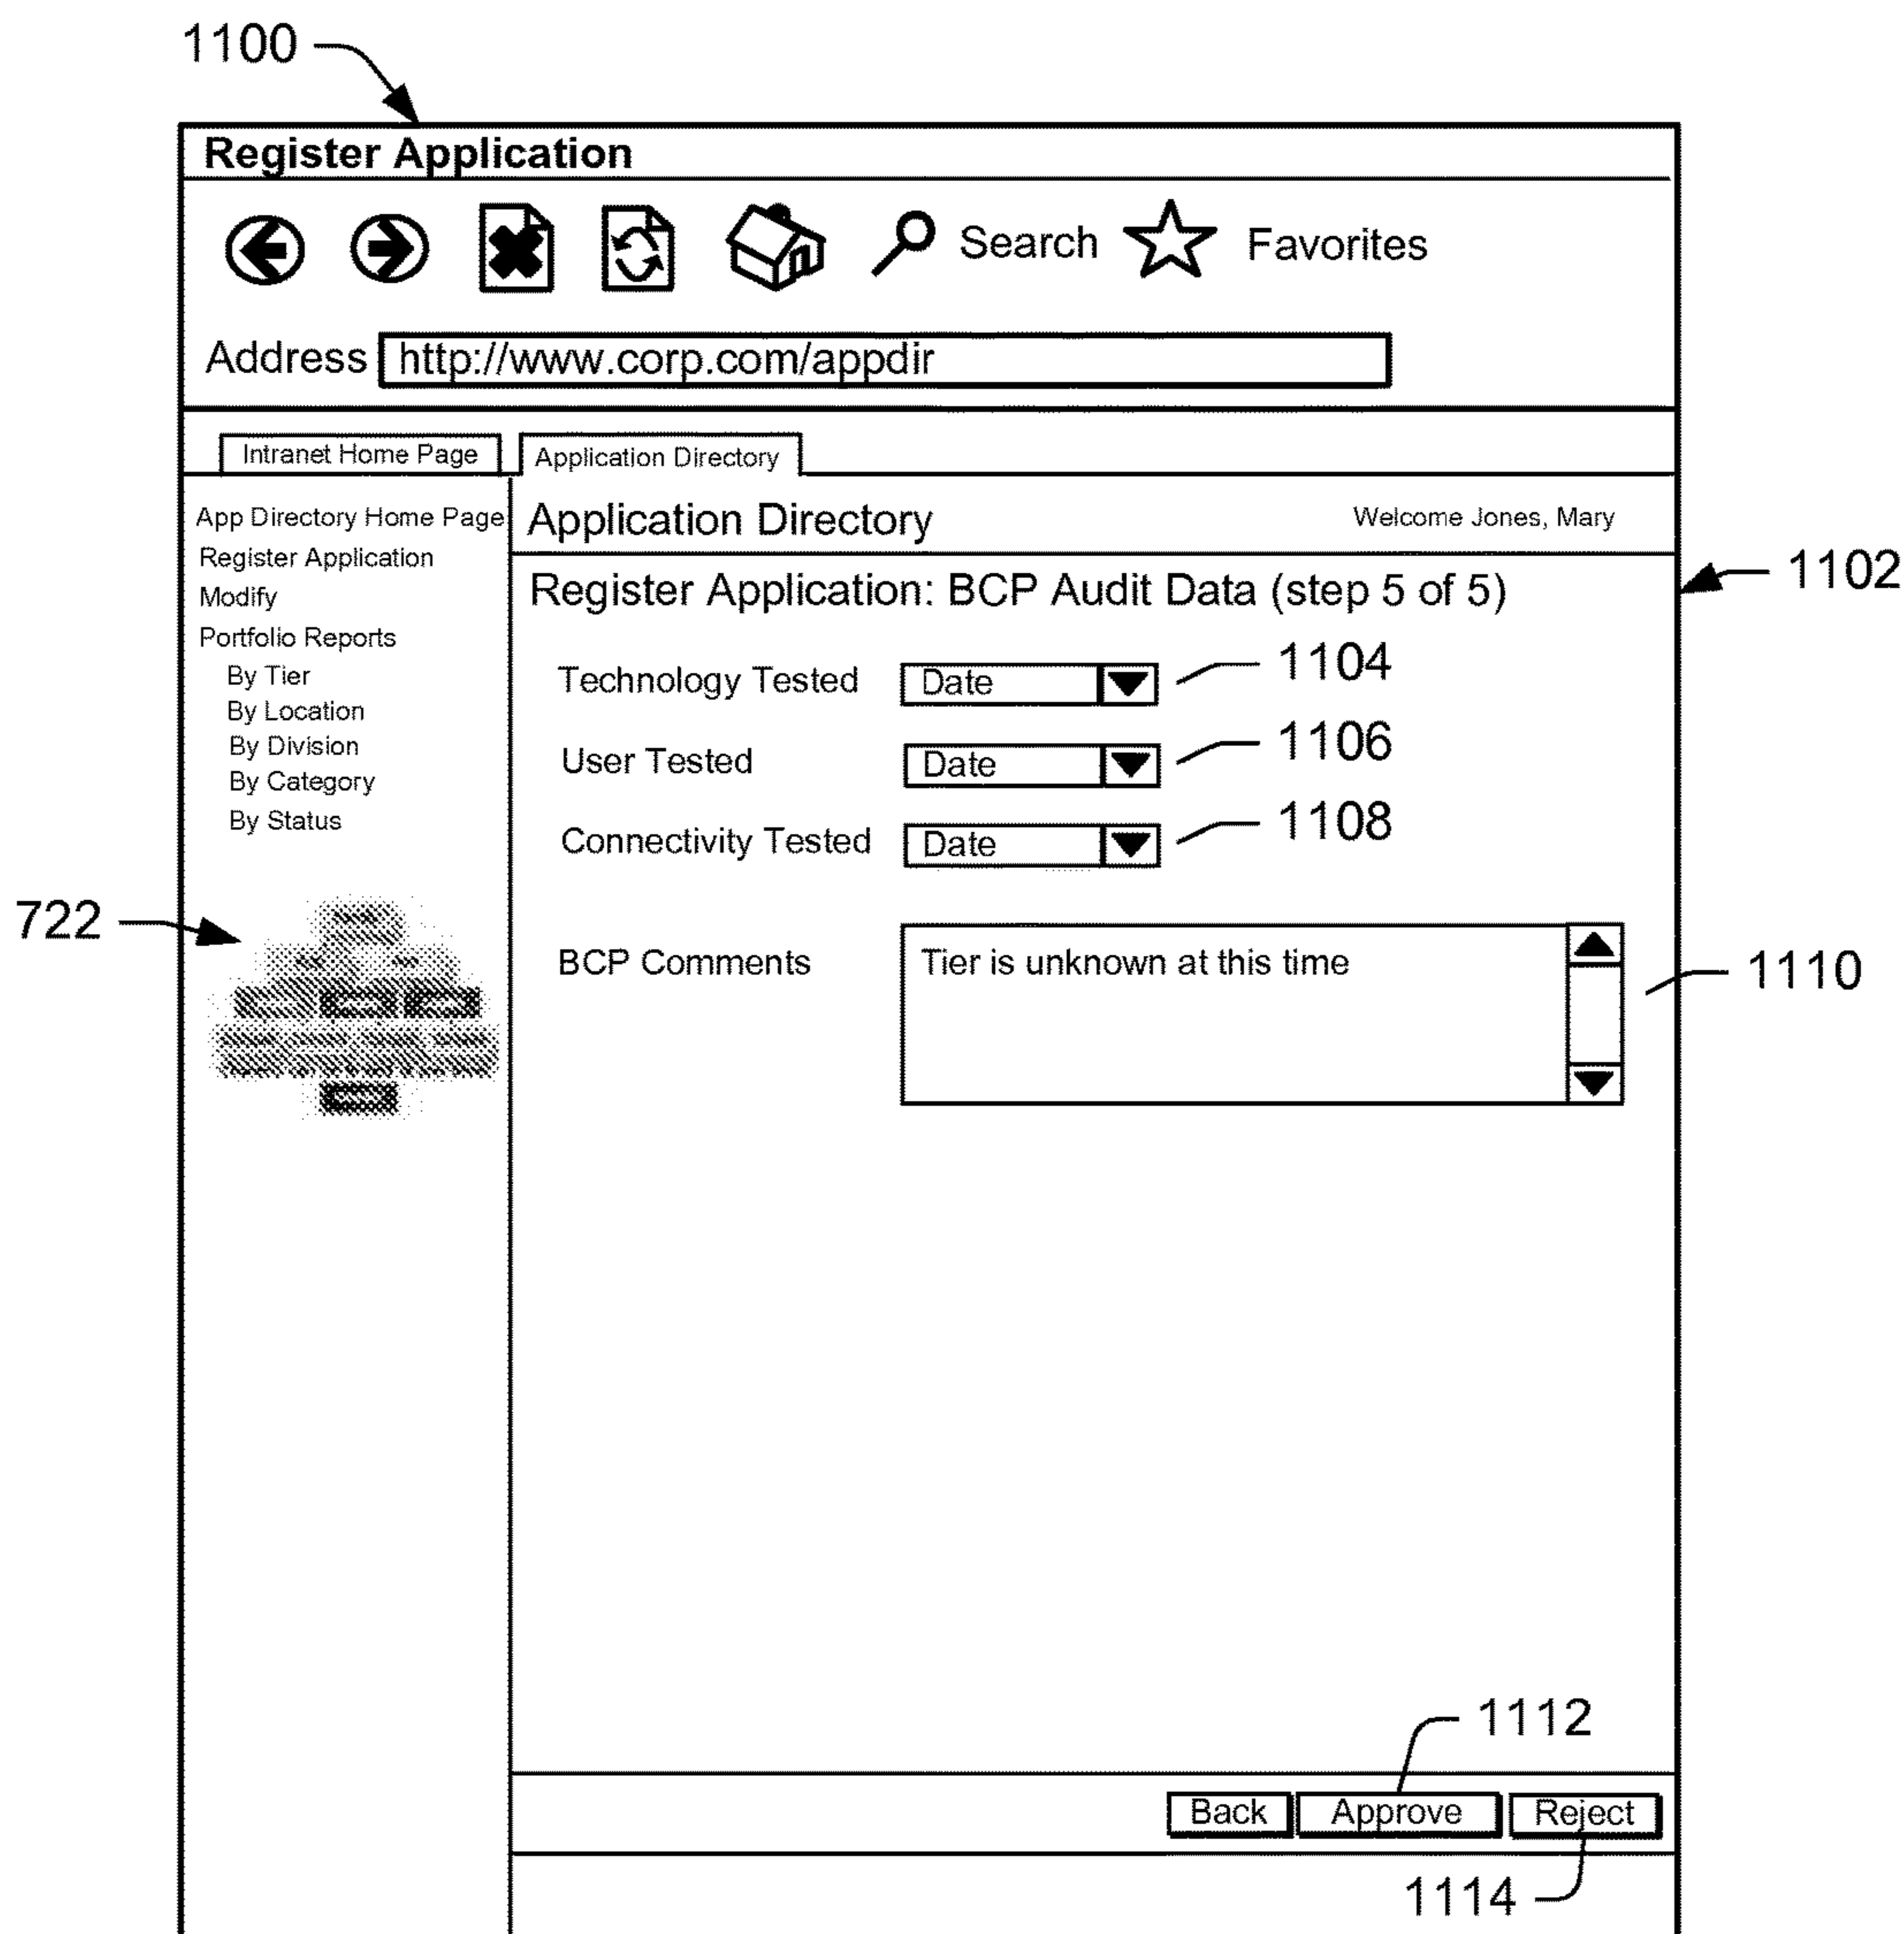 1100
Register Application
Search Favorites
Address http://www.corp.com/appdir
Intranet Home Page Application Directory
App Directory Home Page
Register Application
Modify
Portfolio Reports
By Tier
By Location
By Division
By Category
By Status
722
Application Directory Welcome Jones, Mary
1102
Register Application: BCP Audit Data (step 5 of 5)
Technology Tested Date 1104
User Tested Date 1106
Connectivity Tested Date 1108
BCP Comments Tier is unknown at this time 1110
1112
Back Approve Reject
1114